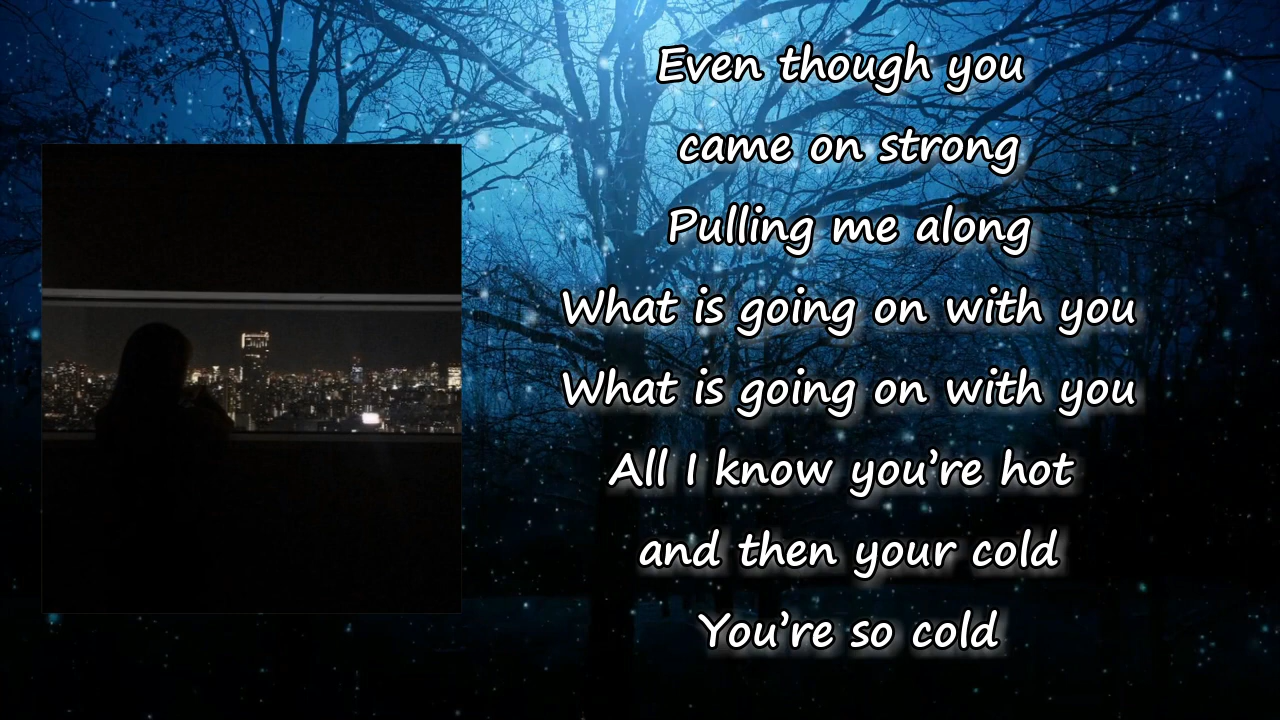 Even though you
came on strong
Pulling me along
What is going on with you
What is going on with you
All I know you’re hot
and then your cold
You’re so cold